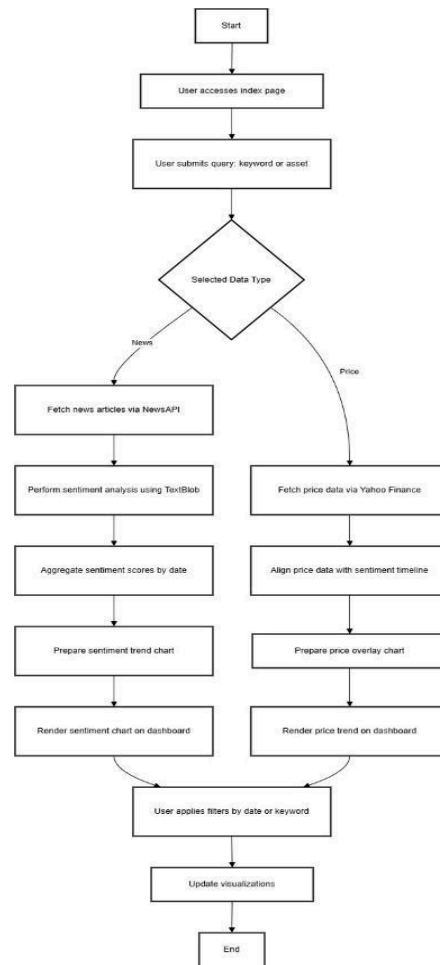 Start
User accesses index page
User submits query: keyword or asset
Selected Data Type
News
Price
Fetch news articles via NewsAPI
Perform sentiment analysis using TextBlob
Fetch price data via Yahoo Finance
Aggregate sentiment scores by date
Align price data with sentiment timeline
Prepare sentiment trend chart
Prepare price overlay chart
Render sentiment chart on dashboard
Render price trend on dashboard
User applies filters by date or keyword
Update visualizations
End